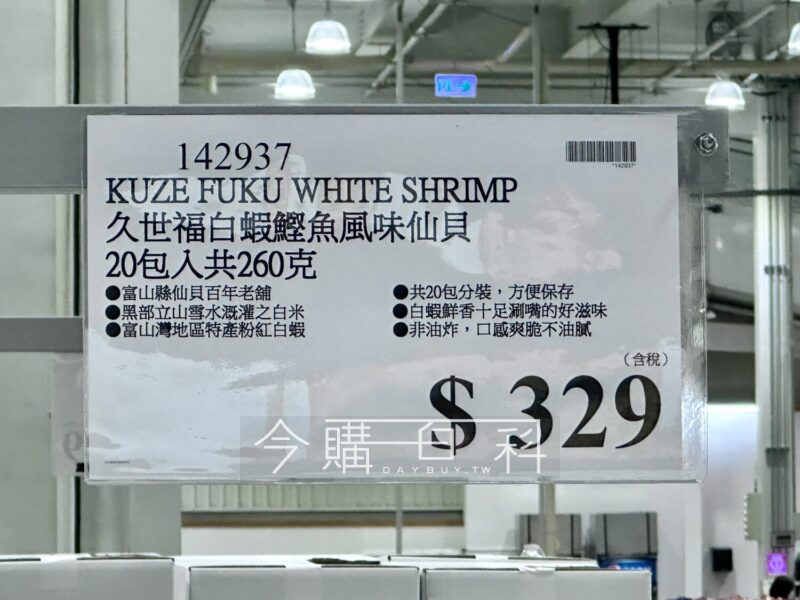 142937
"142937"
KUZE FUKU WHITE SHRIMP
久世福白蝦鰹魚風味仙貝
20包入共260克
●富山縣仙貝百年老舖
●黑部立山雪水溉灌之白米
●富山灣地區特產粉紅白蝦
●共20包分裝，方便保存
●白蝦鮮香十足涮嘴的好滋味
●非油炸，口感爽脆不油膩
（含稅）
$ 329
今購百科
DAYBUY.TW